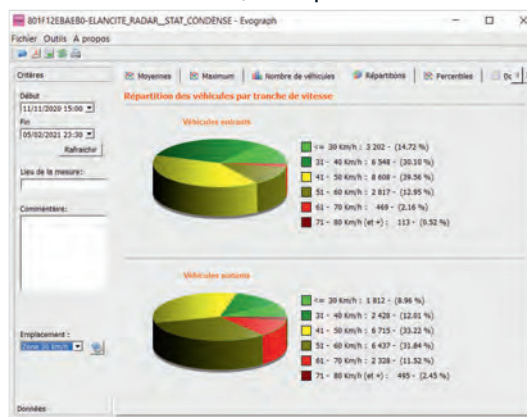 801F12EBAEB0-ELANCITE_RADAR__STAT_CONDENSE - Evograph
Fichier Outils A propos
Critères
Moyennes
Maximum
Nombre de véhicules
Répartitions
Percentiles
Début
11/11/2020 15:00
Fin
05/02/2021 23:30
Rafraichir
Lieu de la mesure:
Commentaire:
Emplacement :
Zone 30 km/h
Données
Répartition des véhicules par tranche de vitesse
Véhicules entrants
<= 30 Km/h : 3 202 - (14.72 %)
31 - 40 Km/h : 6 548 - (30.10 %)
41 - 50 Km/h : 8 608 - (39.56 %)
51 - 60 Km/h : 2 817 - (12.95 %)
61 - 70 Km/h : 469 - (2.16 %)
71 - 80 Km/h (et +) : 113 - (0.52 %)
Véhicules sortants
<= 30 Km/h : 1 812 - (8.96 %)
31 - 40 Km/h : 2 428 - (12.01 %)
41 - 50 Km/h : 6 715 - (33.22 %)
51 - 60 Km/h : 6 437 - (31.84 %)
61 - 70 Km/h : 2 328 - (11.52 %)
71 - 80 Km/h (et +) : 495 - (2.45 %)